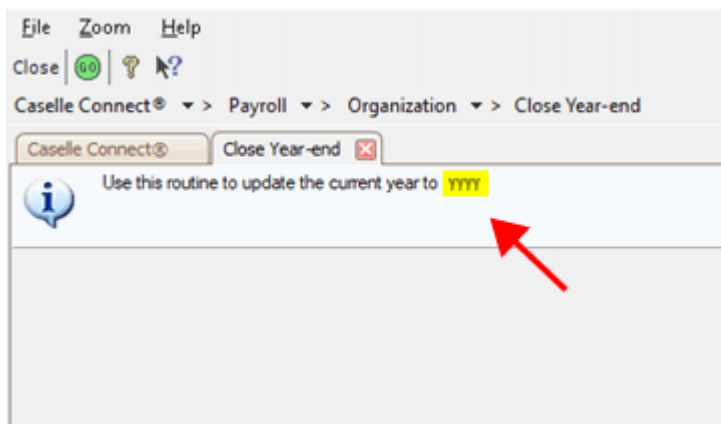 File Zoom Help
Close GO ? ?
Caselle Connect® > Payroll > Organization > Close Year-end
Caselle Connect® Close Year-end
Use this routine to update the current year to YYYY